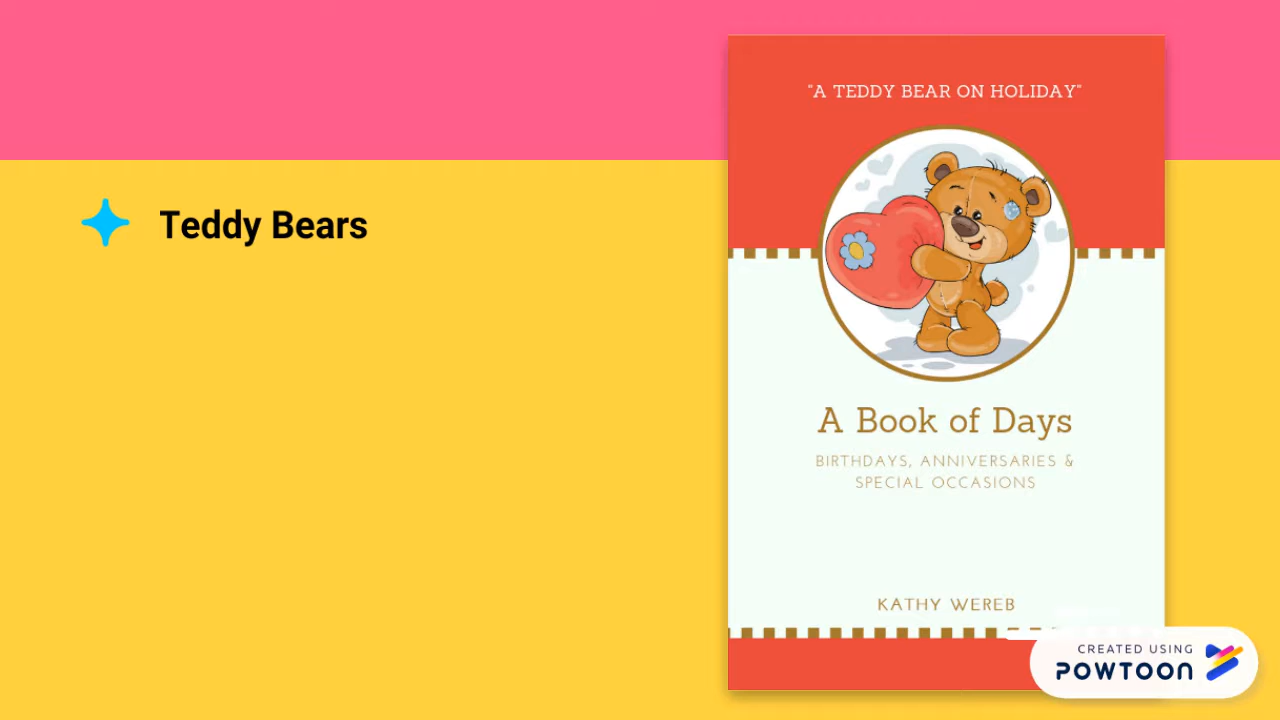 Teddy Bears
"A TEDDY BEAR ON HOLIDAY"
A Book of Days
BIRTHDAYS, ANNIVERSARIES &
SPECIAL OCCASIONS
KATHY WEREB
CREATED USING
POWTOON